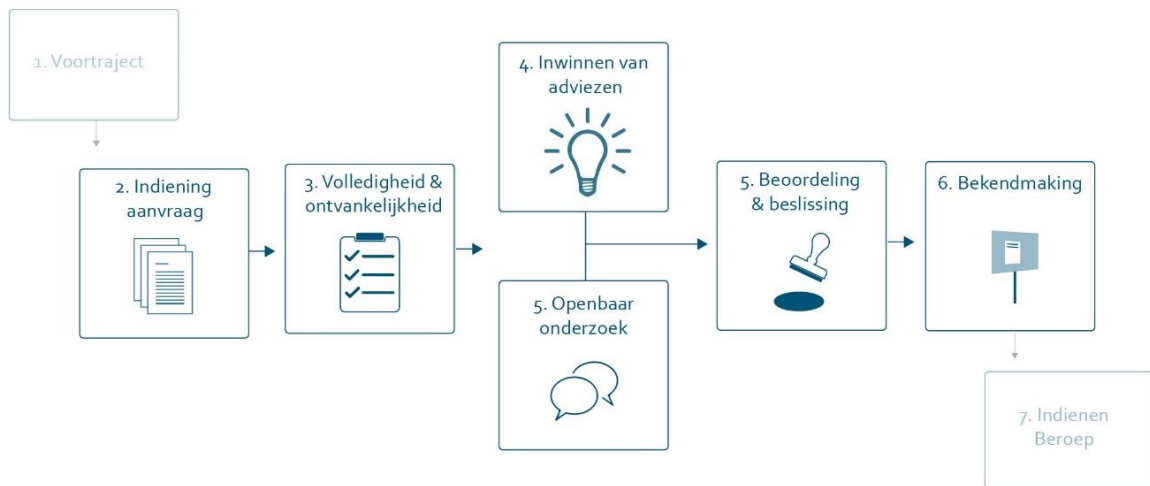 1. Voortraject
2. Indiening
aanvraag
3. Volledigheid &
ontvankelijkheid
4. Inwinnen van
adviezen
5. Openbaar
onderzoek
5. Beoordeling
& beslissing
6. Bekendmaking
7. Indienen
Beroep